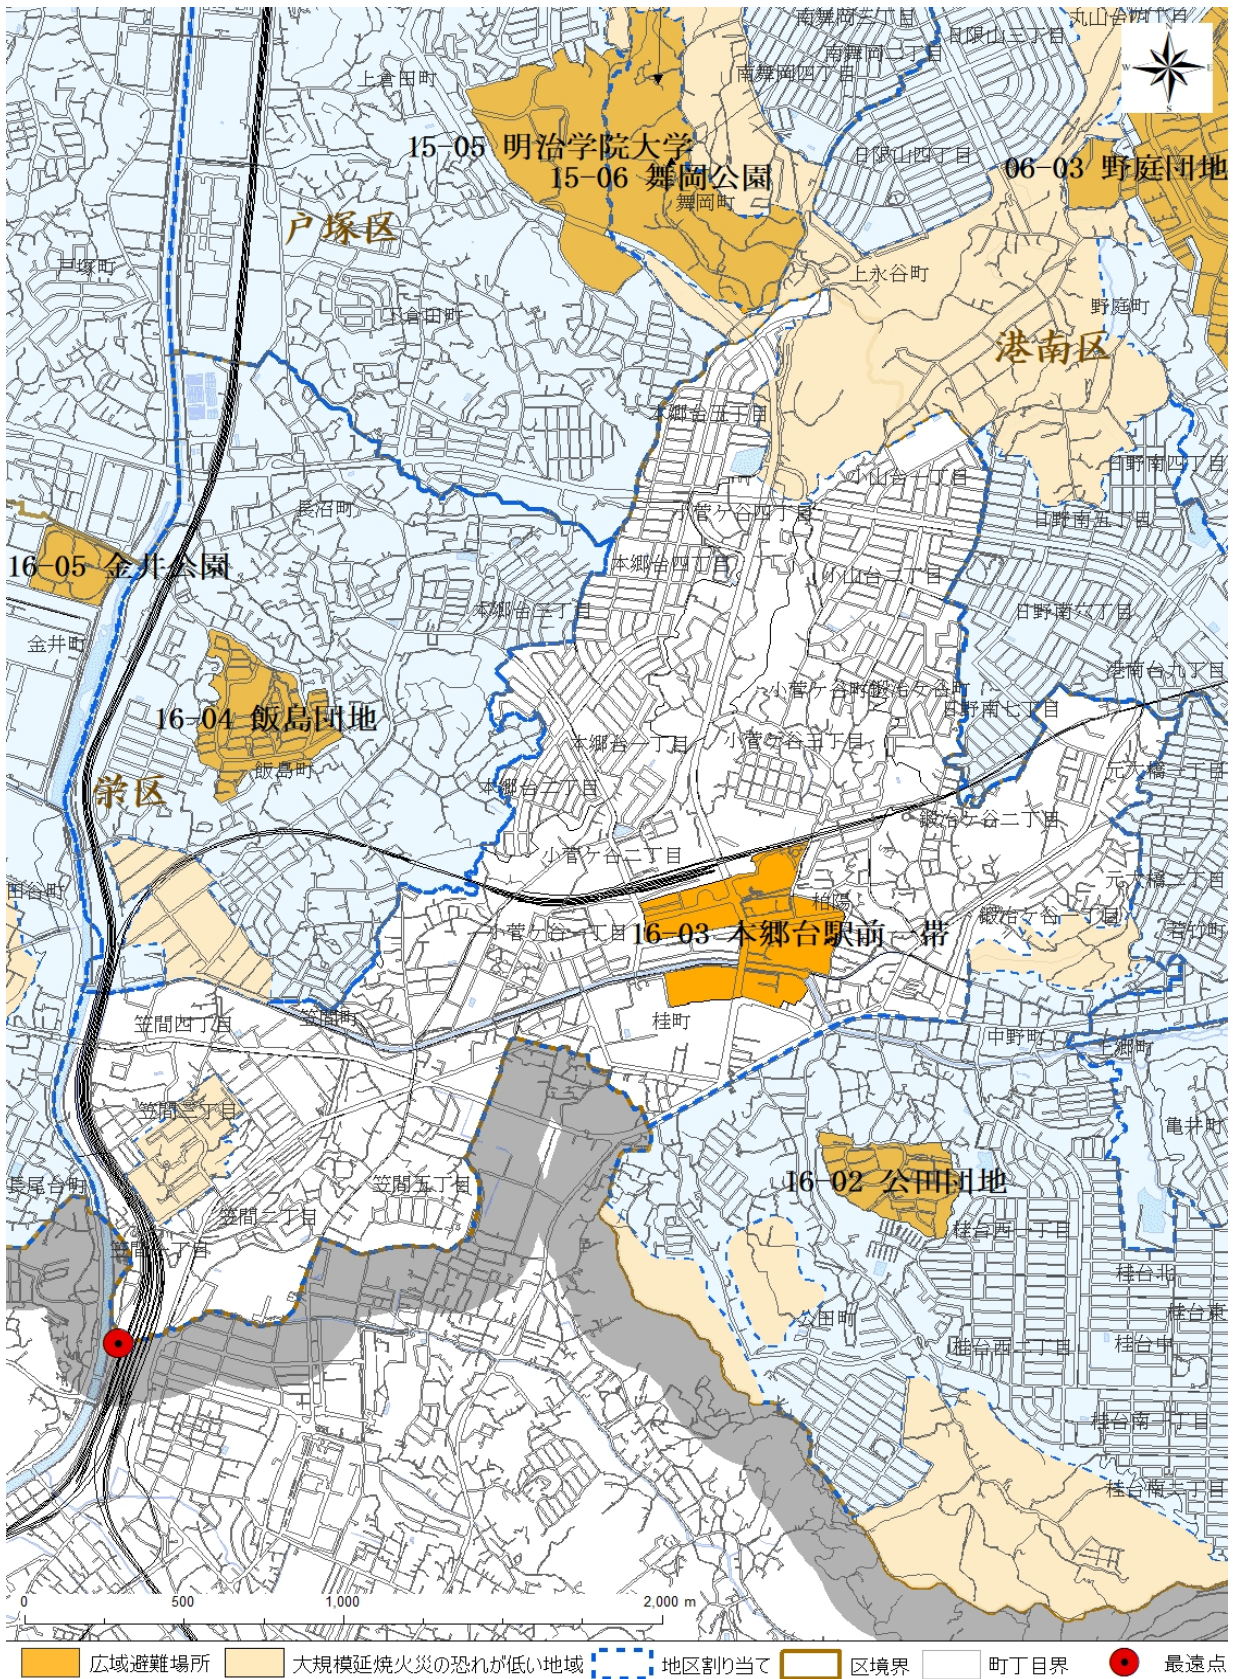 南舞岡三丁目
丸山台四丁目
日限山三丁目
南舞岡二丁目
上倉田町
南舞岡四丁目
N
W
E
S
15-05 明治学院大学
日限山四丁目
06-03 野庭団地
15-06 舞岡公園
舞岡町
戸塚区
戸塚町
上永谷町
下倉田町
野庭町
港南区
本郷台五丁目
日野南四丁目
小山台一丁目
長沼町
小菅ケ谷四丁目
日野南五丁目
16-05 金井公園
本郷台四丁目
小山台二丁目
本郷台三丁目
日野南六丁目
金井町
港南台九丁目
小菅ケ谷町
鍛冶ケ谷町
16-04 飯島団地
日野南七丁目
本郷台一丁目
小菅ケ谷三丁目
飯島町
元大橋一丁目
栄区
本郷台二丁目
鍛冶ケ谷二丁目
小菅ケ谷二丁目
田谷町
元大橋二丁目
柏陽
鍛冶ケ谷一丁目
若竹町
小菅ケ谷一丁目
16-03 本郷台駅前一帯
笠間四丁目
笠間町
桂町
中野町
上郷町
笠間三丁目
亀井町
長尾台町
笠間五丁目
16-02 公田団地
笠間二丁目
桂台西一丁目
笠間一丁目
桂台北
桂台東
公田町
桂台西二丁目
桂台中
桂台南一丁目
桂台南二丁目
0
500
1,000
2,000 m
広域避難場所
大規模延焼火災の恐れが低い地域
地区割り当て
区境界
町丁目界
最遠点